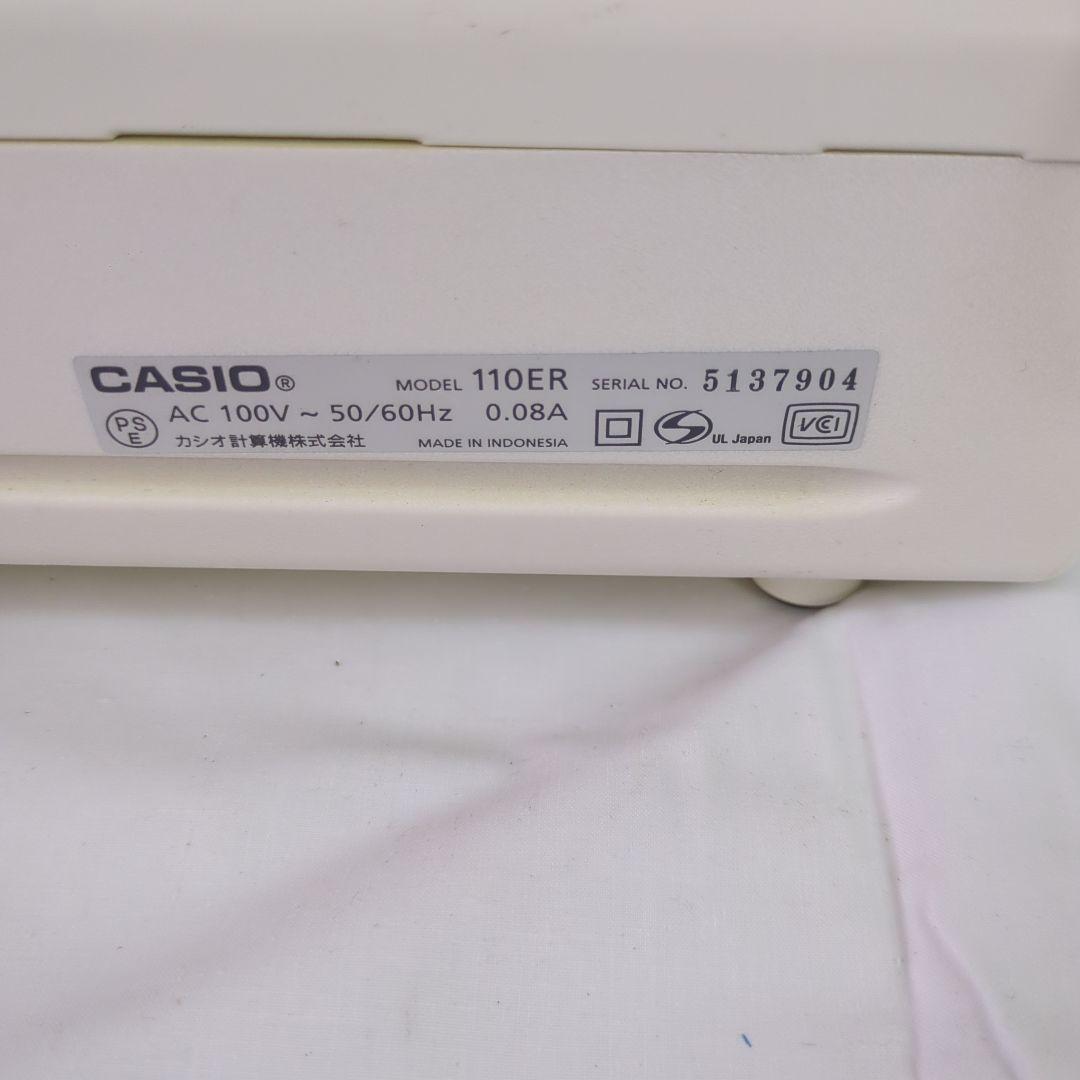 CASIO® MODEL 110ER SERIAL NO. 5137904
PS E AC 100V ~ 50/60Hz 0.08A
カシオ計算機株式会社 MADE IN INDONESIA S UL Japan VCI